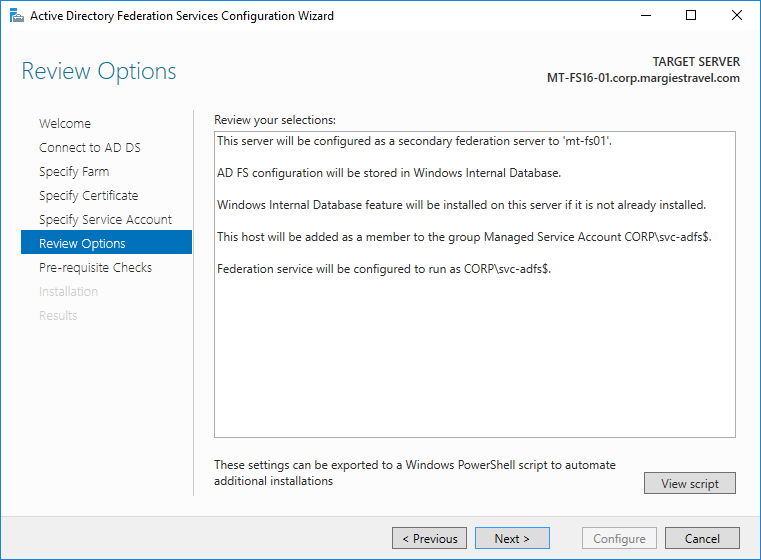 Active Directory Federation Services Configuration Wizard
Review Options
TARGET SERVER
MT-FS16-01.corp.margiestravel.com
Welcome
Connect to AD DS
Specify Farm
Specify Certificate
Specify Service Account
Review Options
Pre-requisite Checks
Installation
Results
Review your selections:
This server will be configured as a secondary federation server to 'mt-fs01'.
AD FS configuration will be stored in Windows Internal Database.
Windows Internal Database feature will be installed on this server if it is not already installed.
This host will be added as a member to the group Managed Service Account CORP\svc-adfs$.
Federation service will be configured to run as CORP\svc-adfs$.
These settings can be exported to a Windows PowerShell script to automate
additional installations
View script
< Previous
Next >
Configure
Cancel